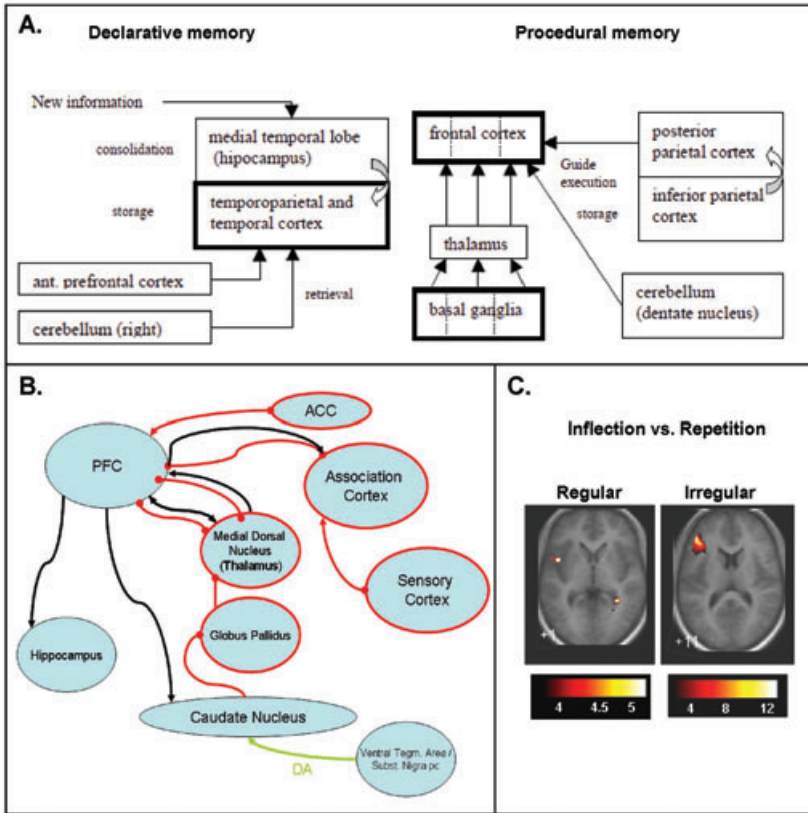 A.
Declarative memory
New information
consolidation
medial temporal lobe
(hipocampus)
storage
temporoparietal and
temporal cortex
ant. prefrontal cortex
retrieval
cerebellum (right)
Procedural memory
frontal cortex
posterior
parietal cortex
Guide
execution
storage
inferior parietal
cortex
thalamus
basal ganglia
cerebellum
(dentate nucleus)
B.
ACC
PFC
Association
Cortex
Medial Dorsal
Nucleus
(Thalamus)
Sensory
Cortex
Globus Pallidus
Hippocampus
Caudate Nucleus
DA
Ventral Tegm. Area /
Subst. Nigra pc
C.
Inflection vs. Repetition
Regular
Irregular
+11
4 4.5 5
4 8 12